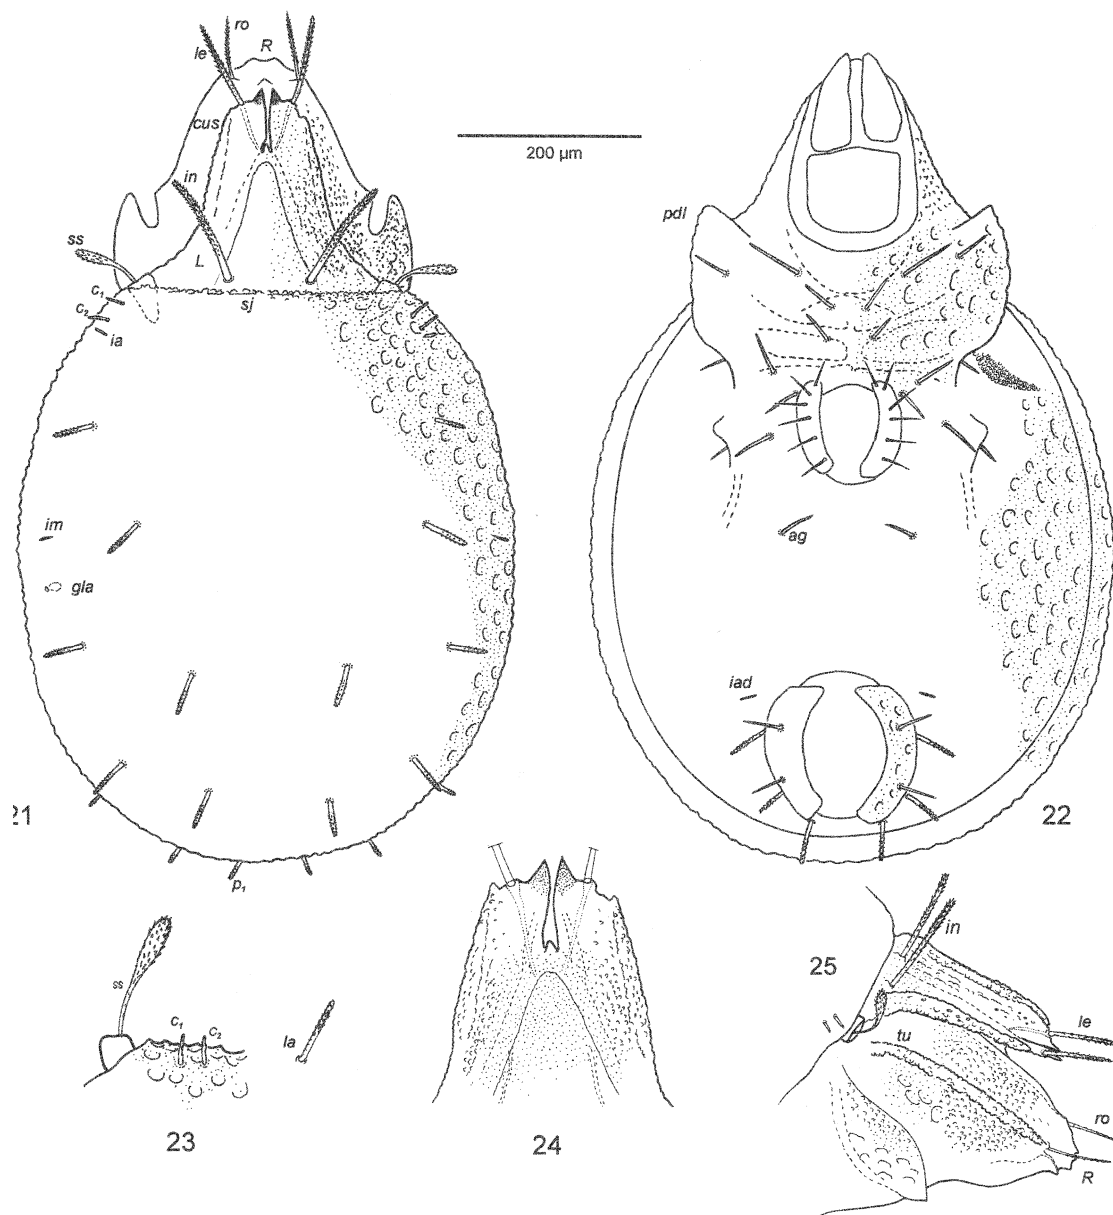 ro
le
R
cus
in
ss
L
sj
c₁
c₂
ia
im
gla
p₁
21
200 µm
pdl
ag
iad
22
ss
c₁
c₂
la
23
24
25
in
le
tu
ro
R